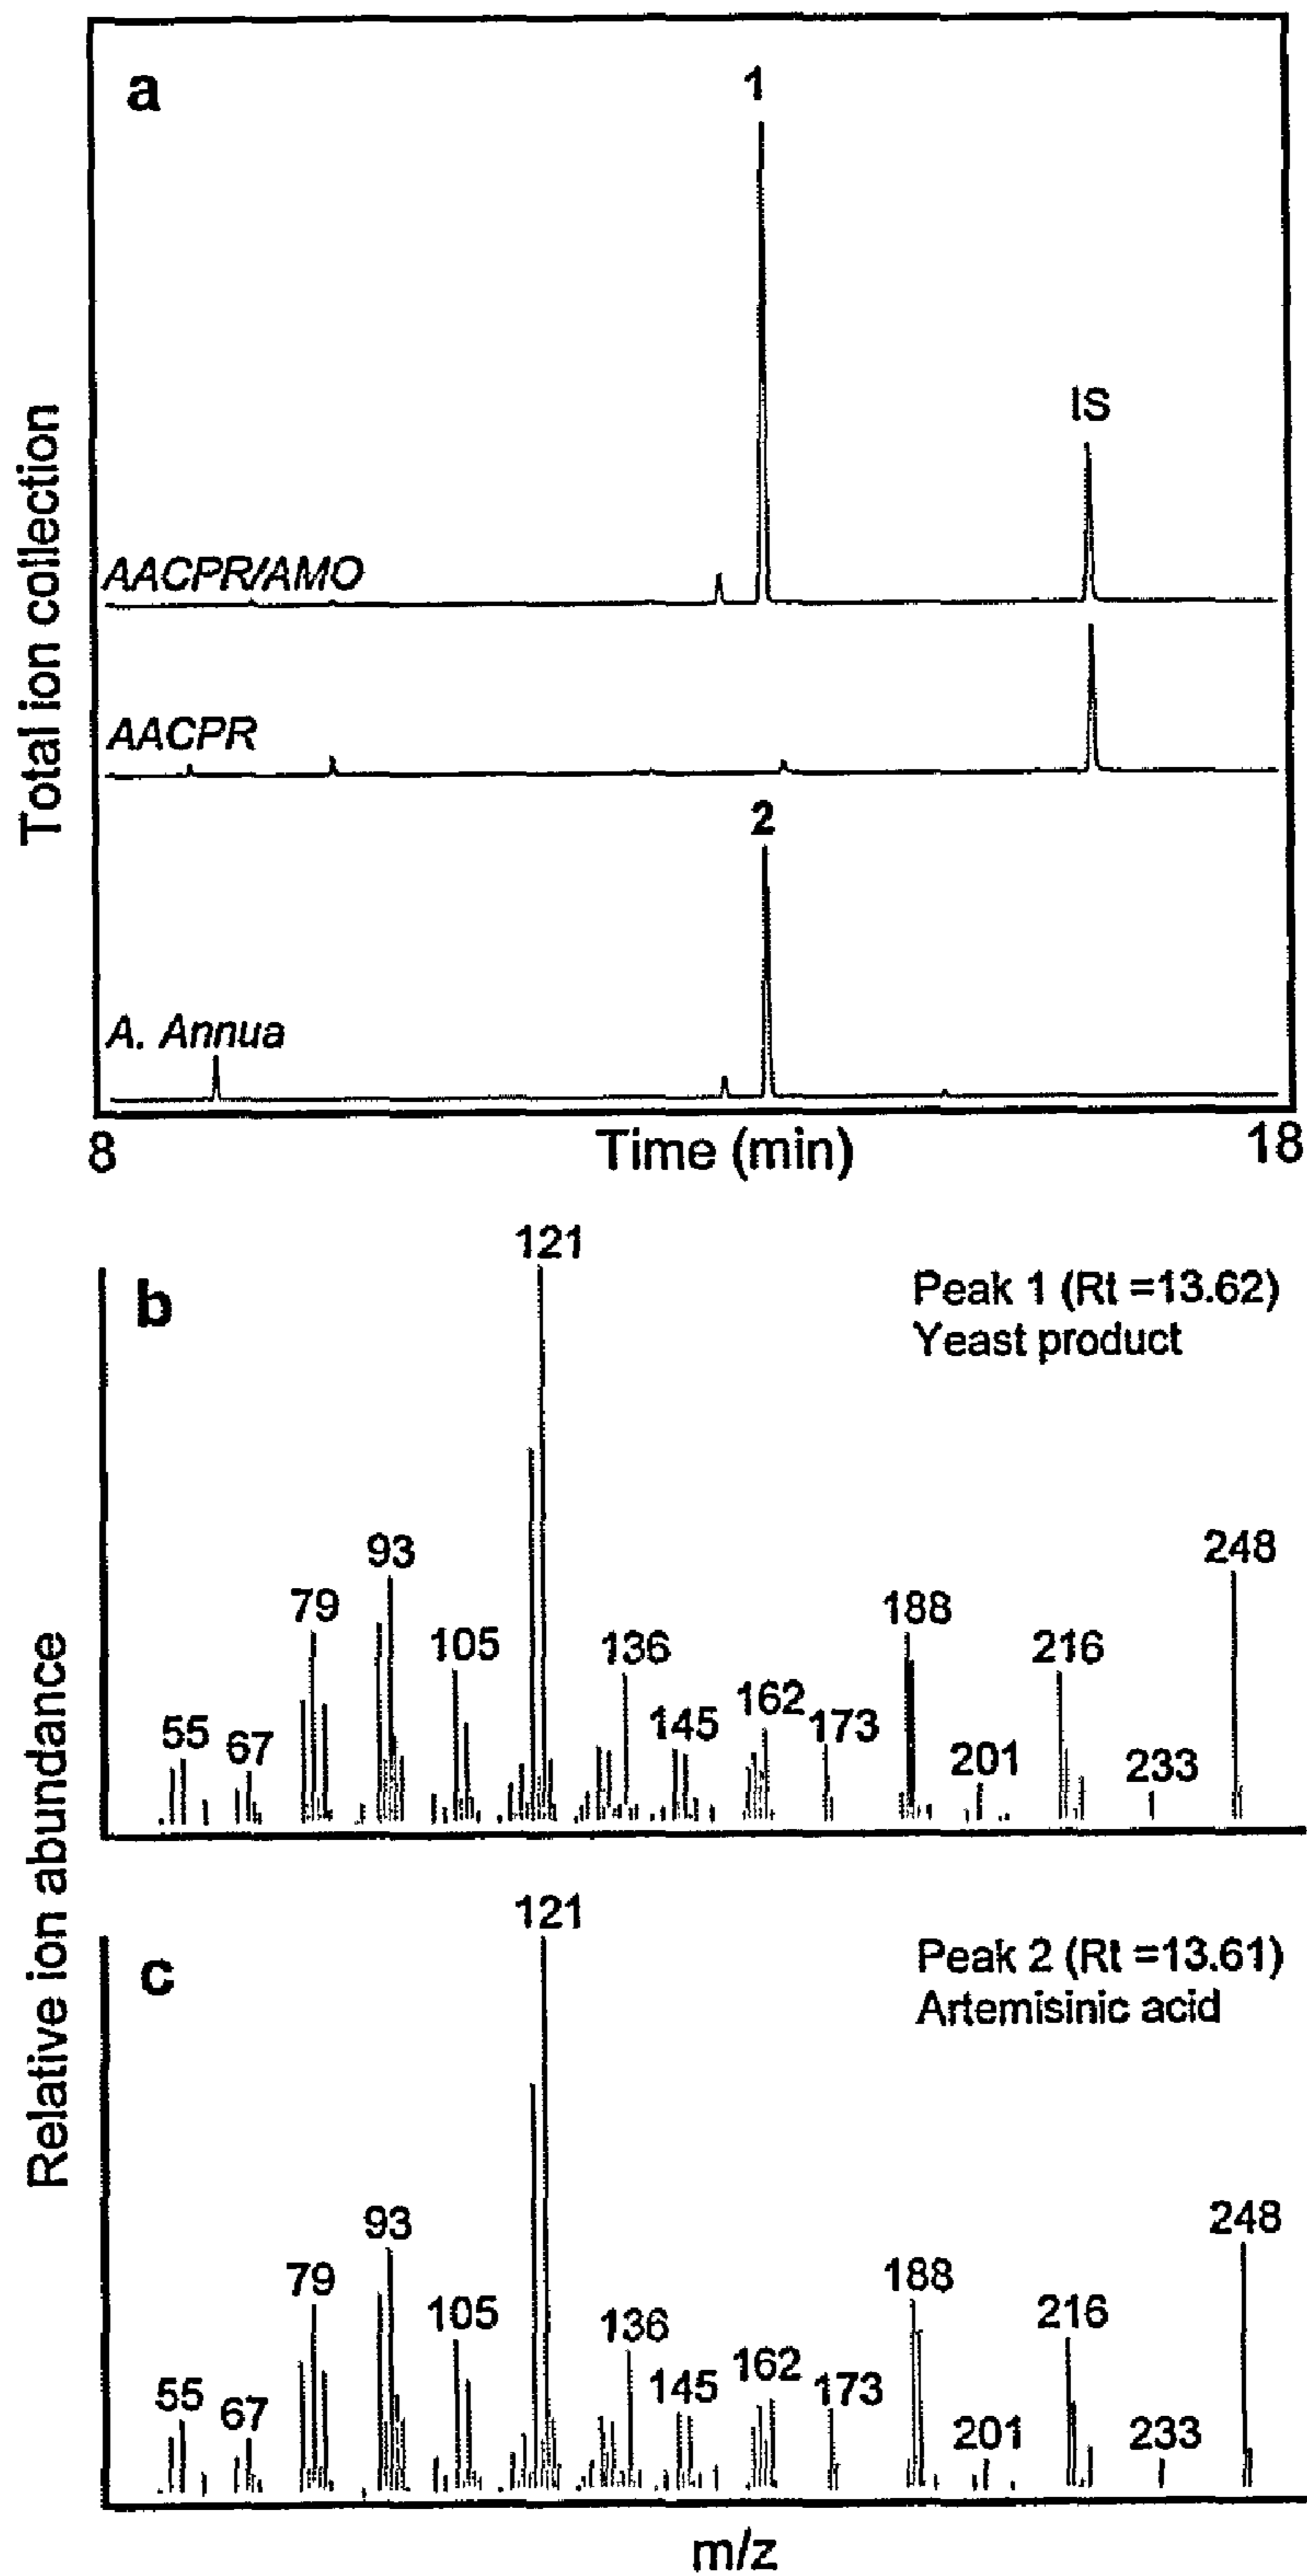 a
1
IS
AACPR/AMO
AACPR
2
A. Annua
Total ion collection
8
Time (min)
18
b
Peak 1 (Rt =13.62)
Yeast product
121
248
93
79
188
105
136
216
162
55
67
145
173
201
233
c
Peak 2 (Rt =13.61)
Artemisinic acid
121
248
93
79
188
105
136
216
162
55
67
145
173
201
233
Relative ion abundance
m/z